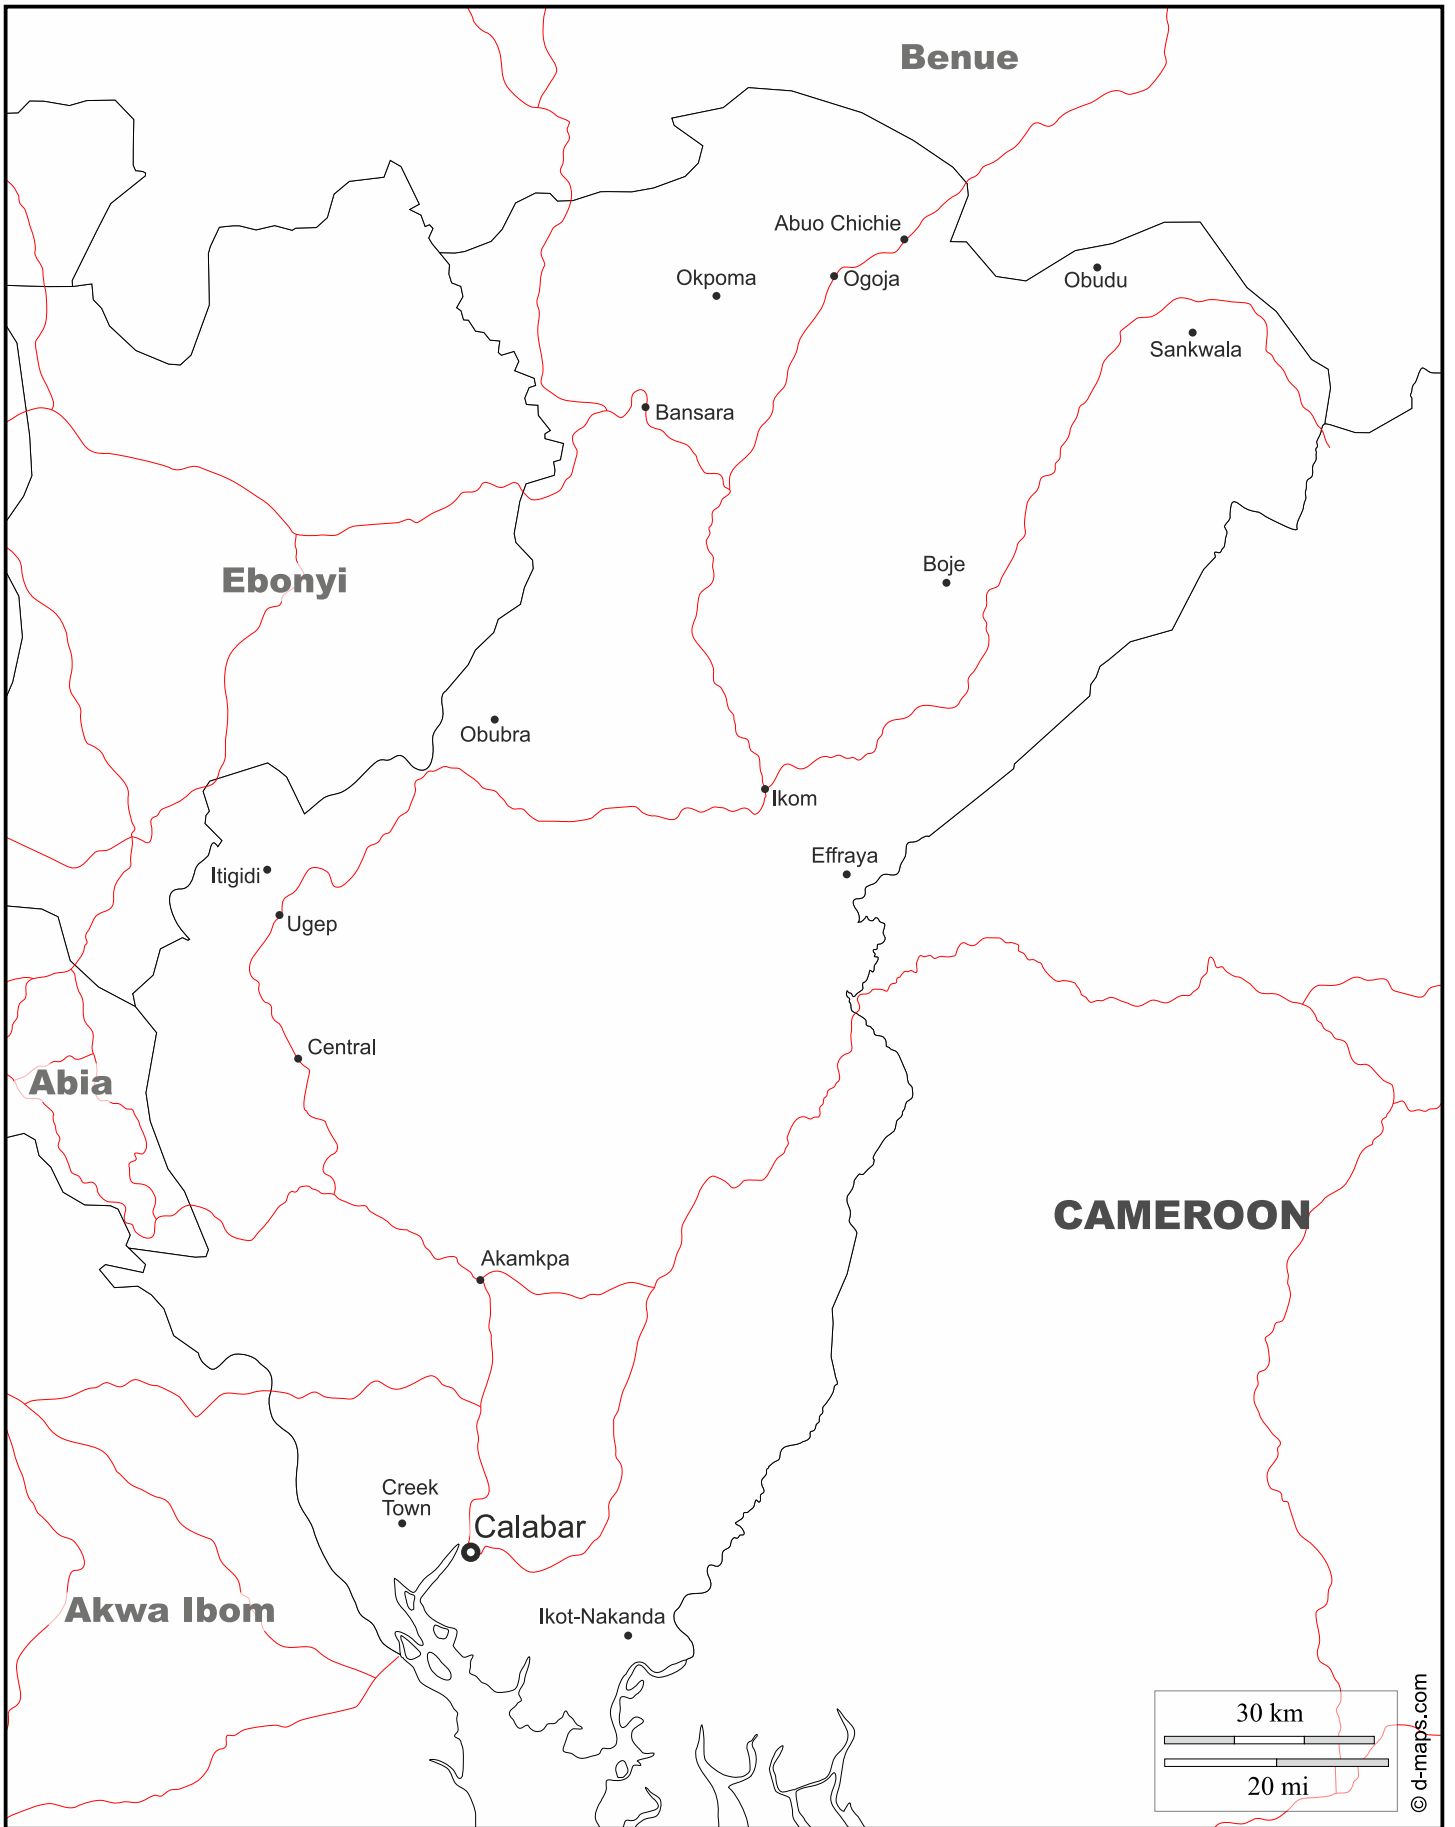 Benue
Abuo Chichie
Okpoma
Ogoja
Obudu
Sankwala
Bansara
Boje
Ebonyi
Obubra
Ikom
Effraya
Itigidi
Ugep
Central
Abia
CAMEROON
Akamkpa
Creek
Town
Calabar
Akwa Ibom
Ikot-Nakanda
30 km
20 mi
© d-maps.com